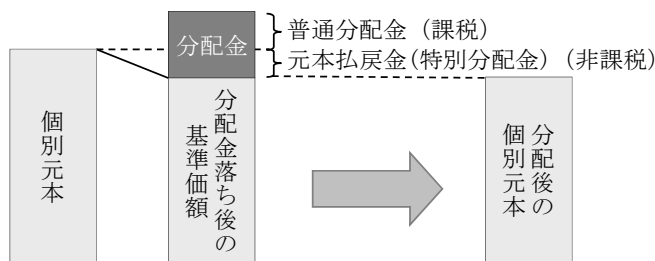 分配金
普通分配金 (課税)
元本払戻金(特別分配金) (非課税)
個別元本
分配金落ち後の
基準価額
分配後の
個別元本